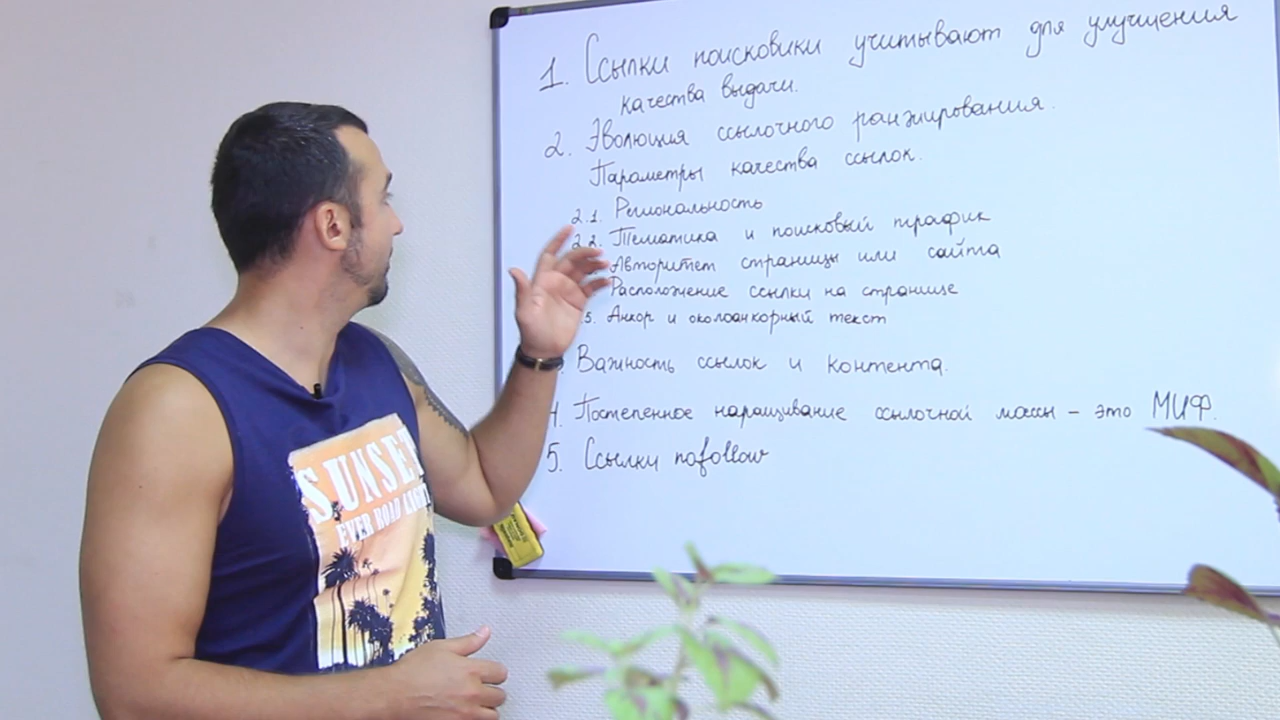 1. Ссылки поисковики учитывают для улучшения
качества выдачи.
2. Эволюция ссылочного ранжирования.
Параметры качества ссылок.
2.1. Региональность
2.2. Тематика и поисковый трафик
Авторитет страницы или сайта
Расположение ссылки на странице
5. Анкор и околоанкорный текст
Важность ссылок и контента.
4. Постепенное наращивание ссылочной массы – это МИФ.
5. Ссылки nofollow
SUNSET
EVER ROAD